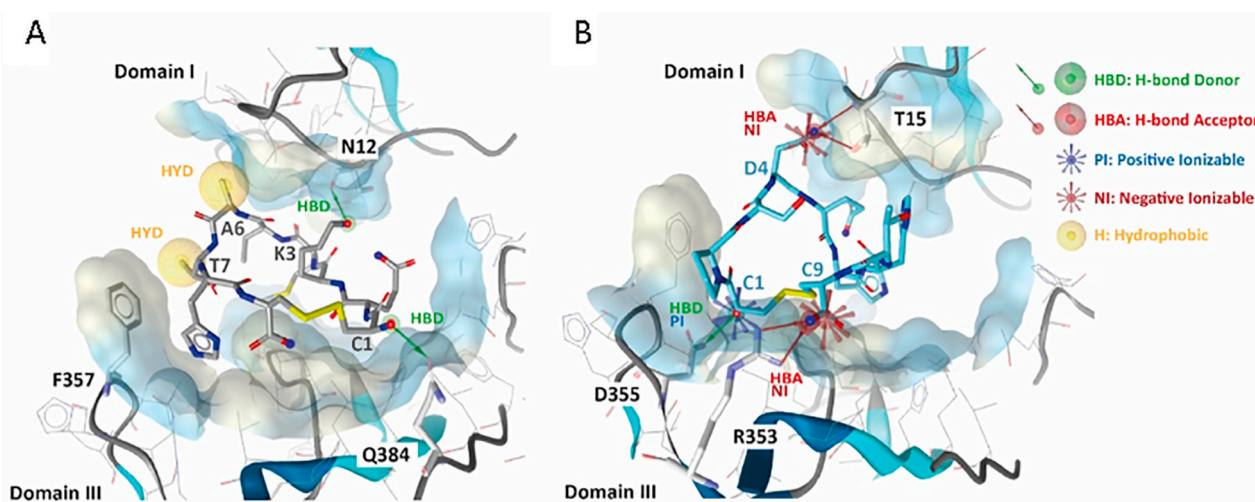 A
Domain I
N12
HYD
HBD
HYD
A6
K3
T7
HBD
C1
F357
Q384
Domain III
B
Domain I
HBA
NI
T15
D4
C1
C9
HBD
PI
HBA
NI
D355
R353
Domain III
HBD: H-bond Donor
HBA: H-bond Acceptor
PI: Positive Ionizable
NI: Negative Ionizable
H: Hydrophobic